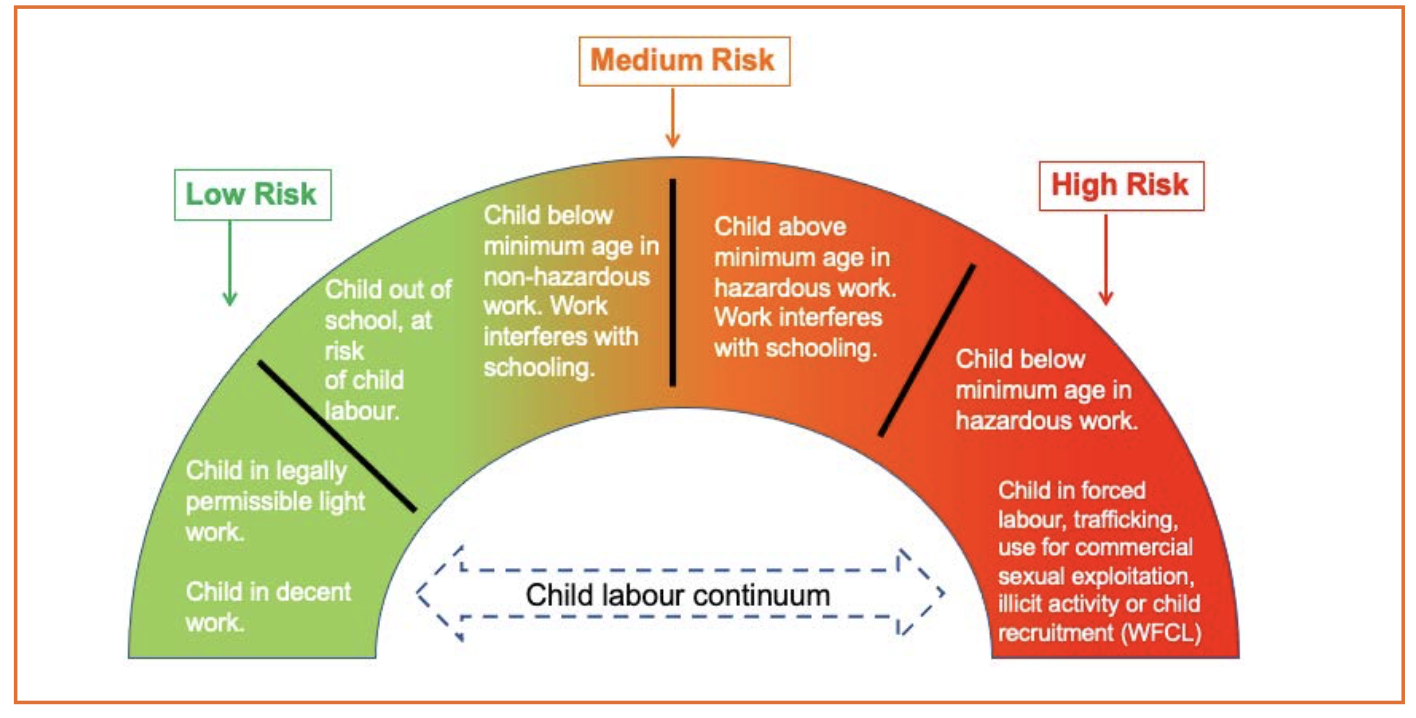 Medium Risk
Low Risk
High Risk
Child in legally
permissible light
work.
Child in decent
work.
Child out of
school, at
risk
of child
labour.
Child below
minimum age in
non-hazardous
work. Work
interferes with
schooling.
Child above
minimum age in
hazardous work.
Work interferes
with schooling.
Child below
minimum age in
hazardous work.
Child in forced
labour, trafficking,
use for commercial
sexual exploitation,
illicit activity or child
recruitment (WFCL)
Child labour continuum